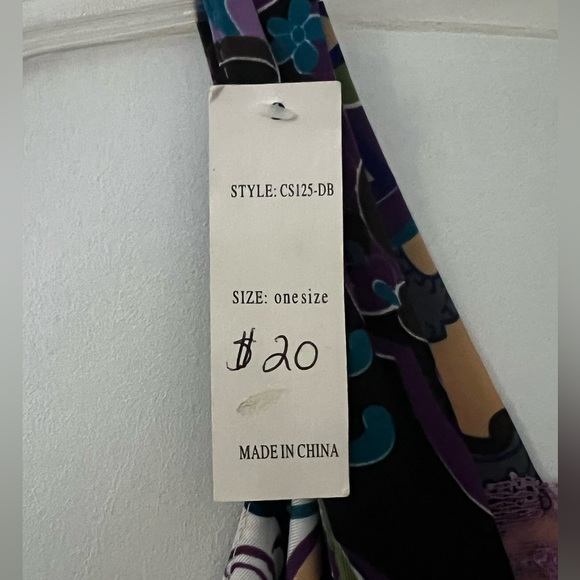 STYLE: CS125-DB
SIZE: one size
$20
MADE IN CHINA